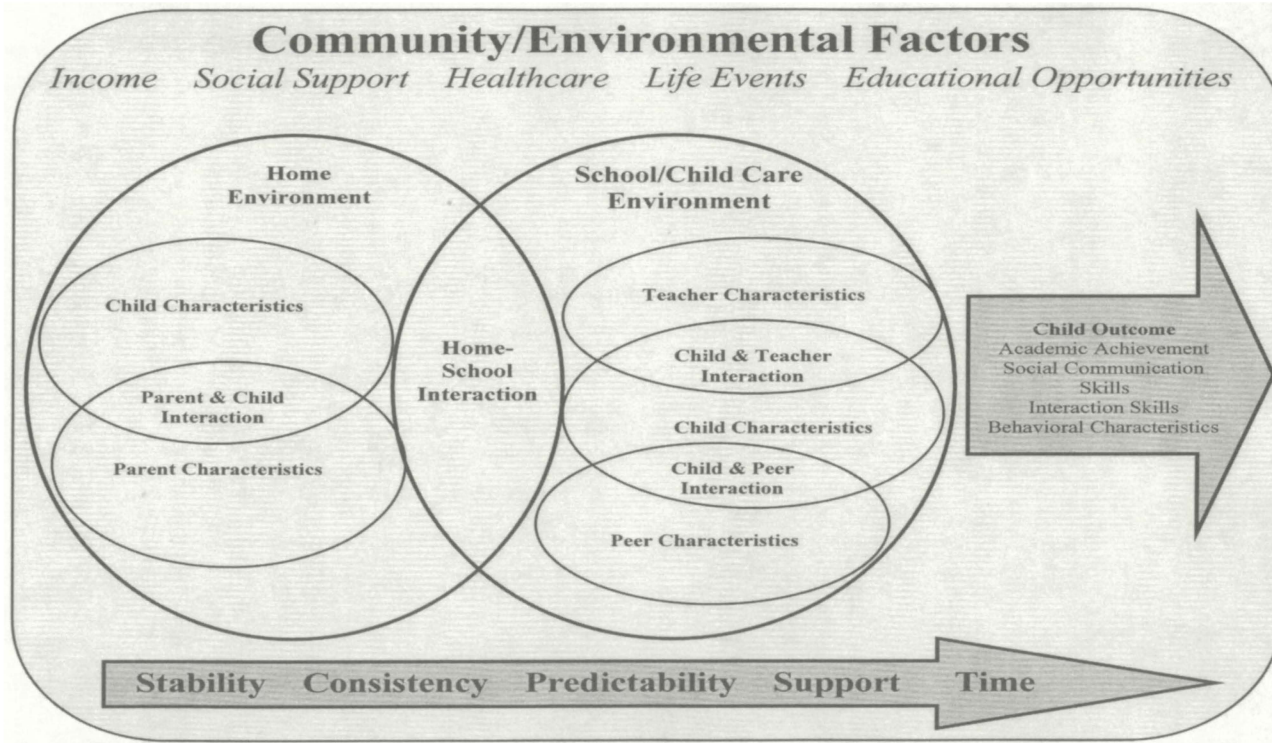 Community/Environmental Factors
Income Social Support Healthcare Life Events Educational Opportunities
Home
Environment
Child Characteristics
Parent & Child
Interaction
Parent Characteristics
Home-
School
Interaction
School/Child Care
Environment
Teacher Characteristics
Child & Teacher
Interaction
Child Characteristics
Child & Peer
Interaction
Peer Characteristics
Child Outcome
Academic Achievement
Social Communication
Skills
Interaction Skills
Behavioral Characteristics
Stability Consistency Predictability Support Time